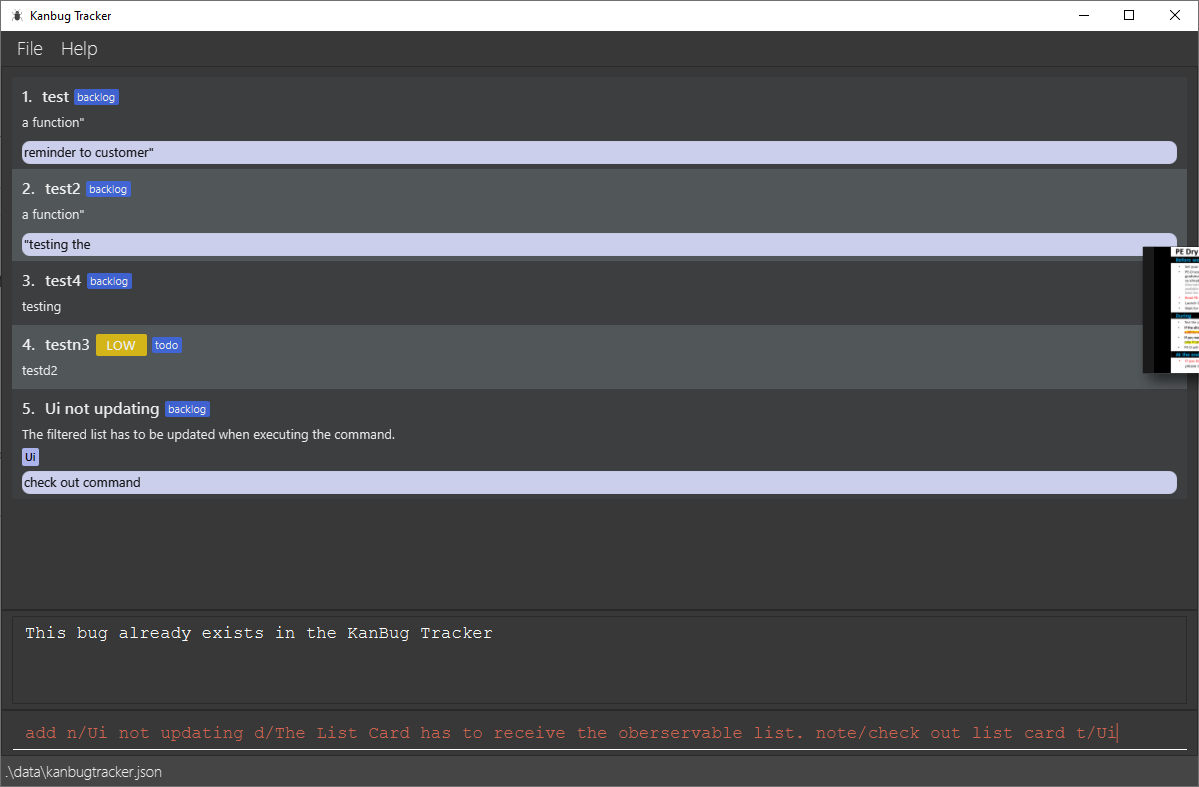 Kanbug Tracker
File Help
1. test backlog
a function"
reminder to customer"
2. test2 backlog
a function"
"testing the
3. test4 backlog
testing
4. testn3 LOW todo
testd2
5. Ui not updating backlog
The filtered list has to be updated when executing the command.
Ui
check out command
PE Dry
This bug already exists in the KanBug Tracker
add n/Ui not updating d/The List Card has to receive the oberservable list. note/check out list card t/Ui
.\data\kanbugtracker.json